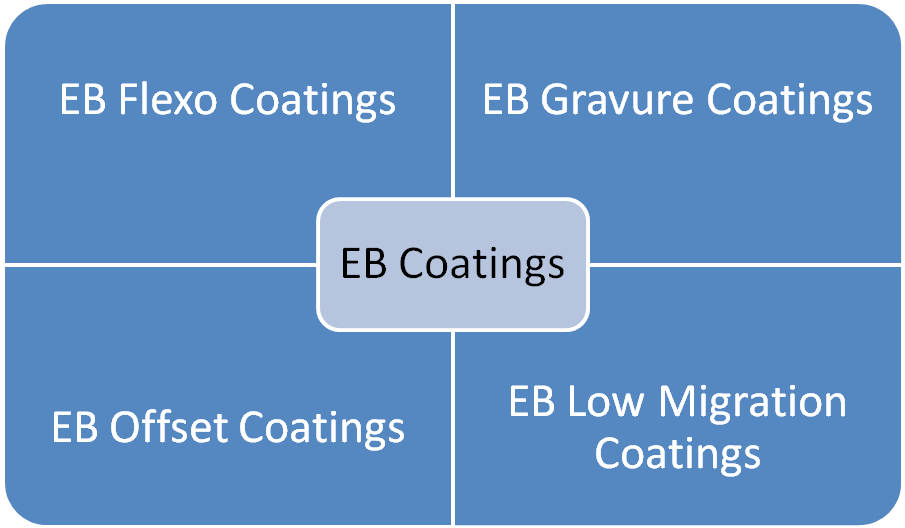 EB Flexo Coatings
EB Gravure Coatings
EB Coatings
EB Offset Coatings
EB Low Migration
Coatings